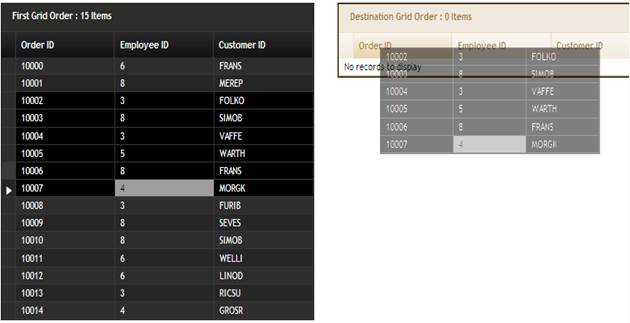 First Grid Order : 15 Items
Order ID Employee ID Customer ID
10000 6 FRANS
10001 8 MEREP
10002 3 FOLKO
10003 8 SIMOB
10004 3 VAFFE
10005 5 WARTH
10006 8 FRANS
10007 4 MORGK
10008 3 FURIB
10009 8 SEVES
10010 8 SIMOB
10011 6 WELLI
10012 6 LINOD
10013 3 RICSU
10014 4 GROSR
Destination Grid Order : 0 Items
Order ID Employee ID Customer ID
10002 3 FOLKO
No records to display
10003 8 SIMOB
10004 3 VAFFE
10005 5 WARTH
10006 8 FRANS
10007 4 MORGK